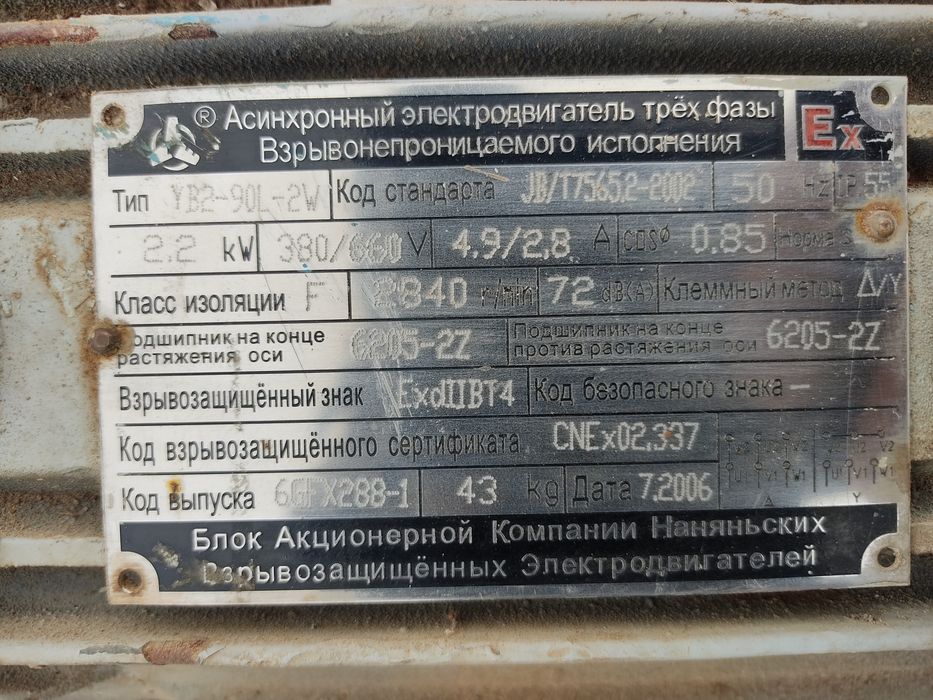 ® Асинхронный электродвигатель трёх фазы
Взрывонепроницаемого исполнения
Ex
Тип YB2-90L-2W Код стандарта JB/T7565.2-2002 50 Hz IP 55
2.2 kW 380/660 V 4.9/2.8 A cosø 0.85 Норма S
Класс изоляции F 2840 r/min 72 dB(A) Клеммный метод Δ/Y
Подшипник на конце растяжения оси 6205-2Z Подшипник на конце против растяжения оси 6205-2Z
Взрывозащищённый знак ExdIIBT4 Код безопасного знака —
Код взрывозащищённого сертификата CNEx02.337
Код выпуска 43 kg Дата 7.2006
Блок Акционерной Компании Наняньских
Взрывозащищённых Электродвигателей